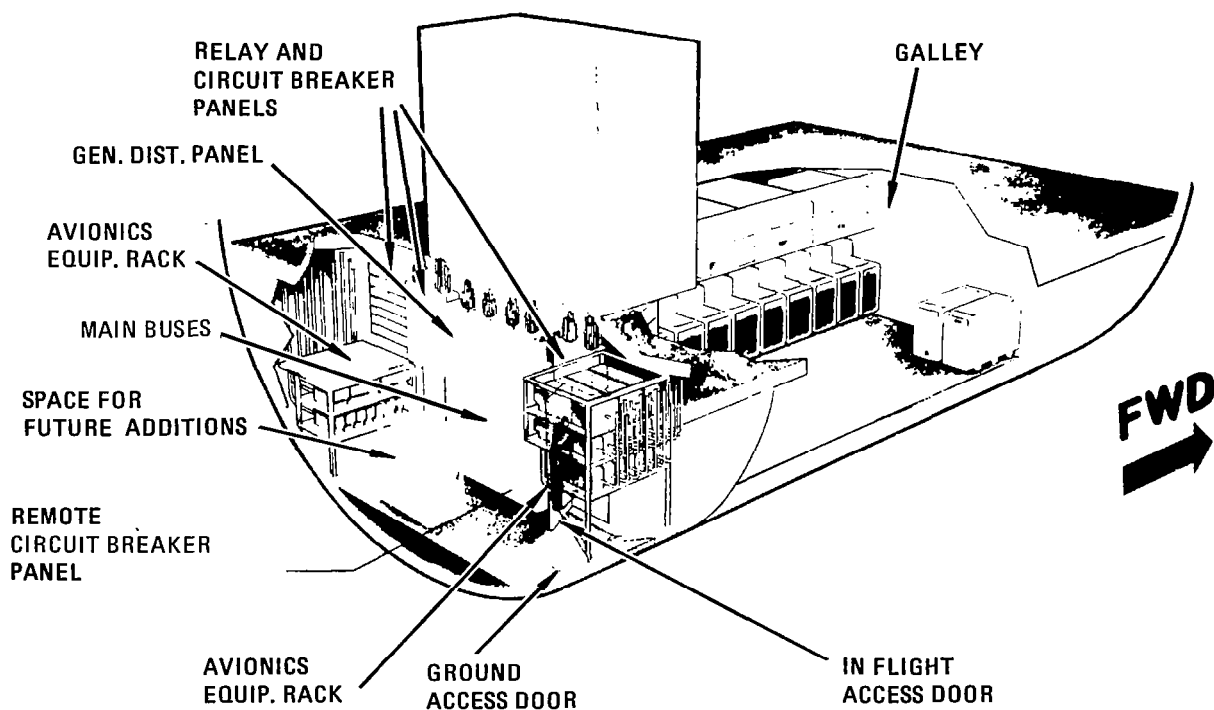 RELAY AND
CIRCUIT BREAKER
PANELS
GALLEY
GEN. DIST. PANEL
AVIONICS
EQUIP. RACK
MAIN BUSES
SPACE FOR
FUTURE ADDITIONS
FWD
REMOTE
CIRCUIT BREAKER
PANEL
AVIONICS
EQUIP. RACK
GROUND
ACCESS DOOR
IN FLIGHT
ACCESS DOOR